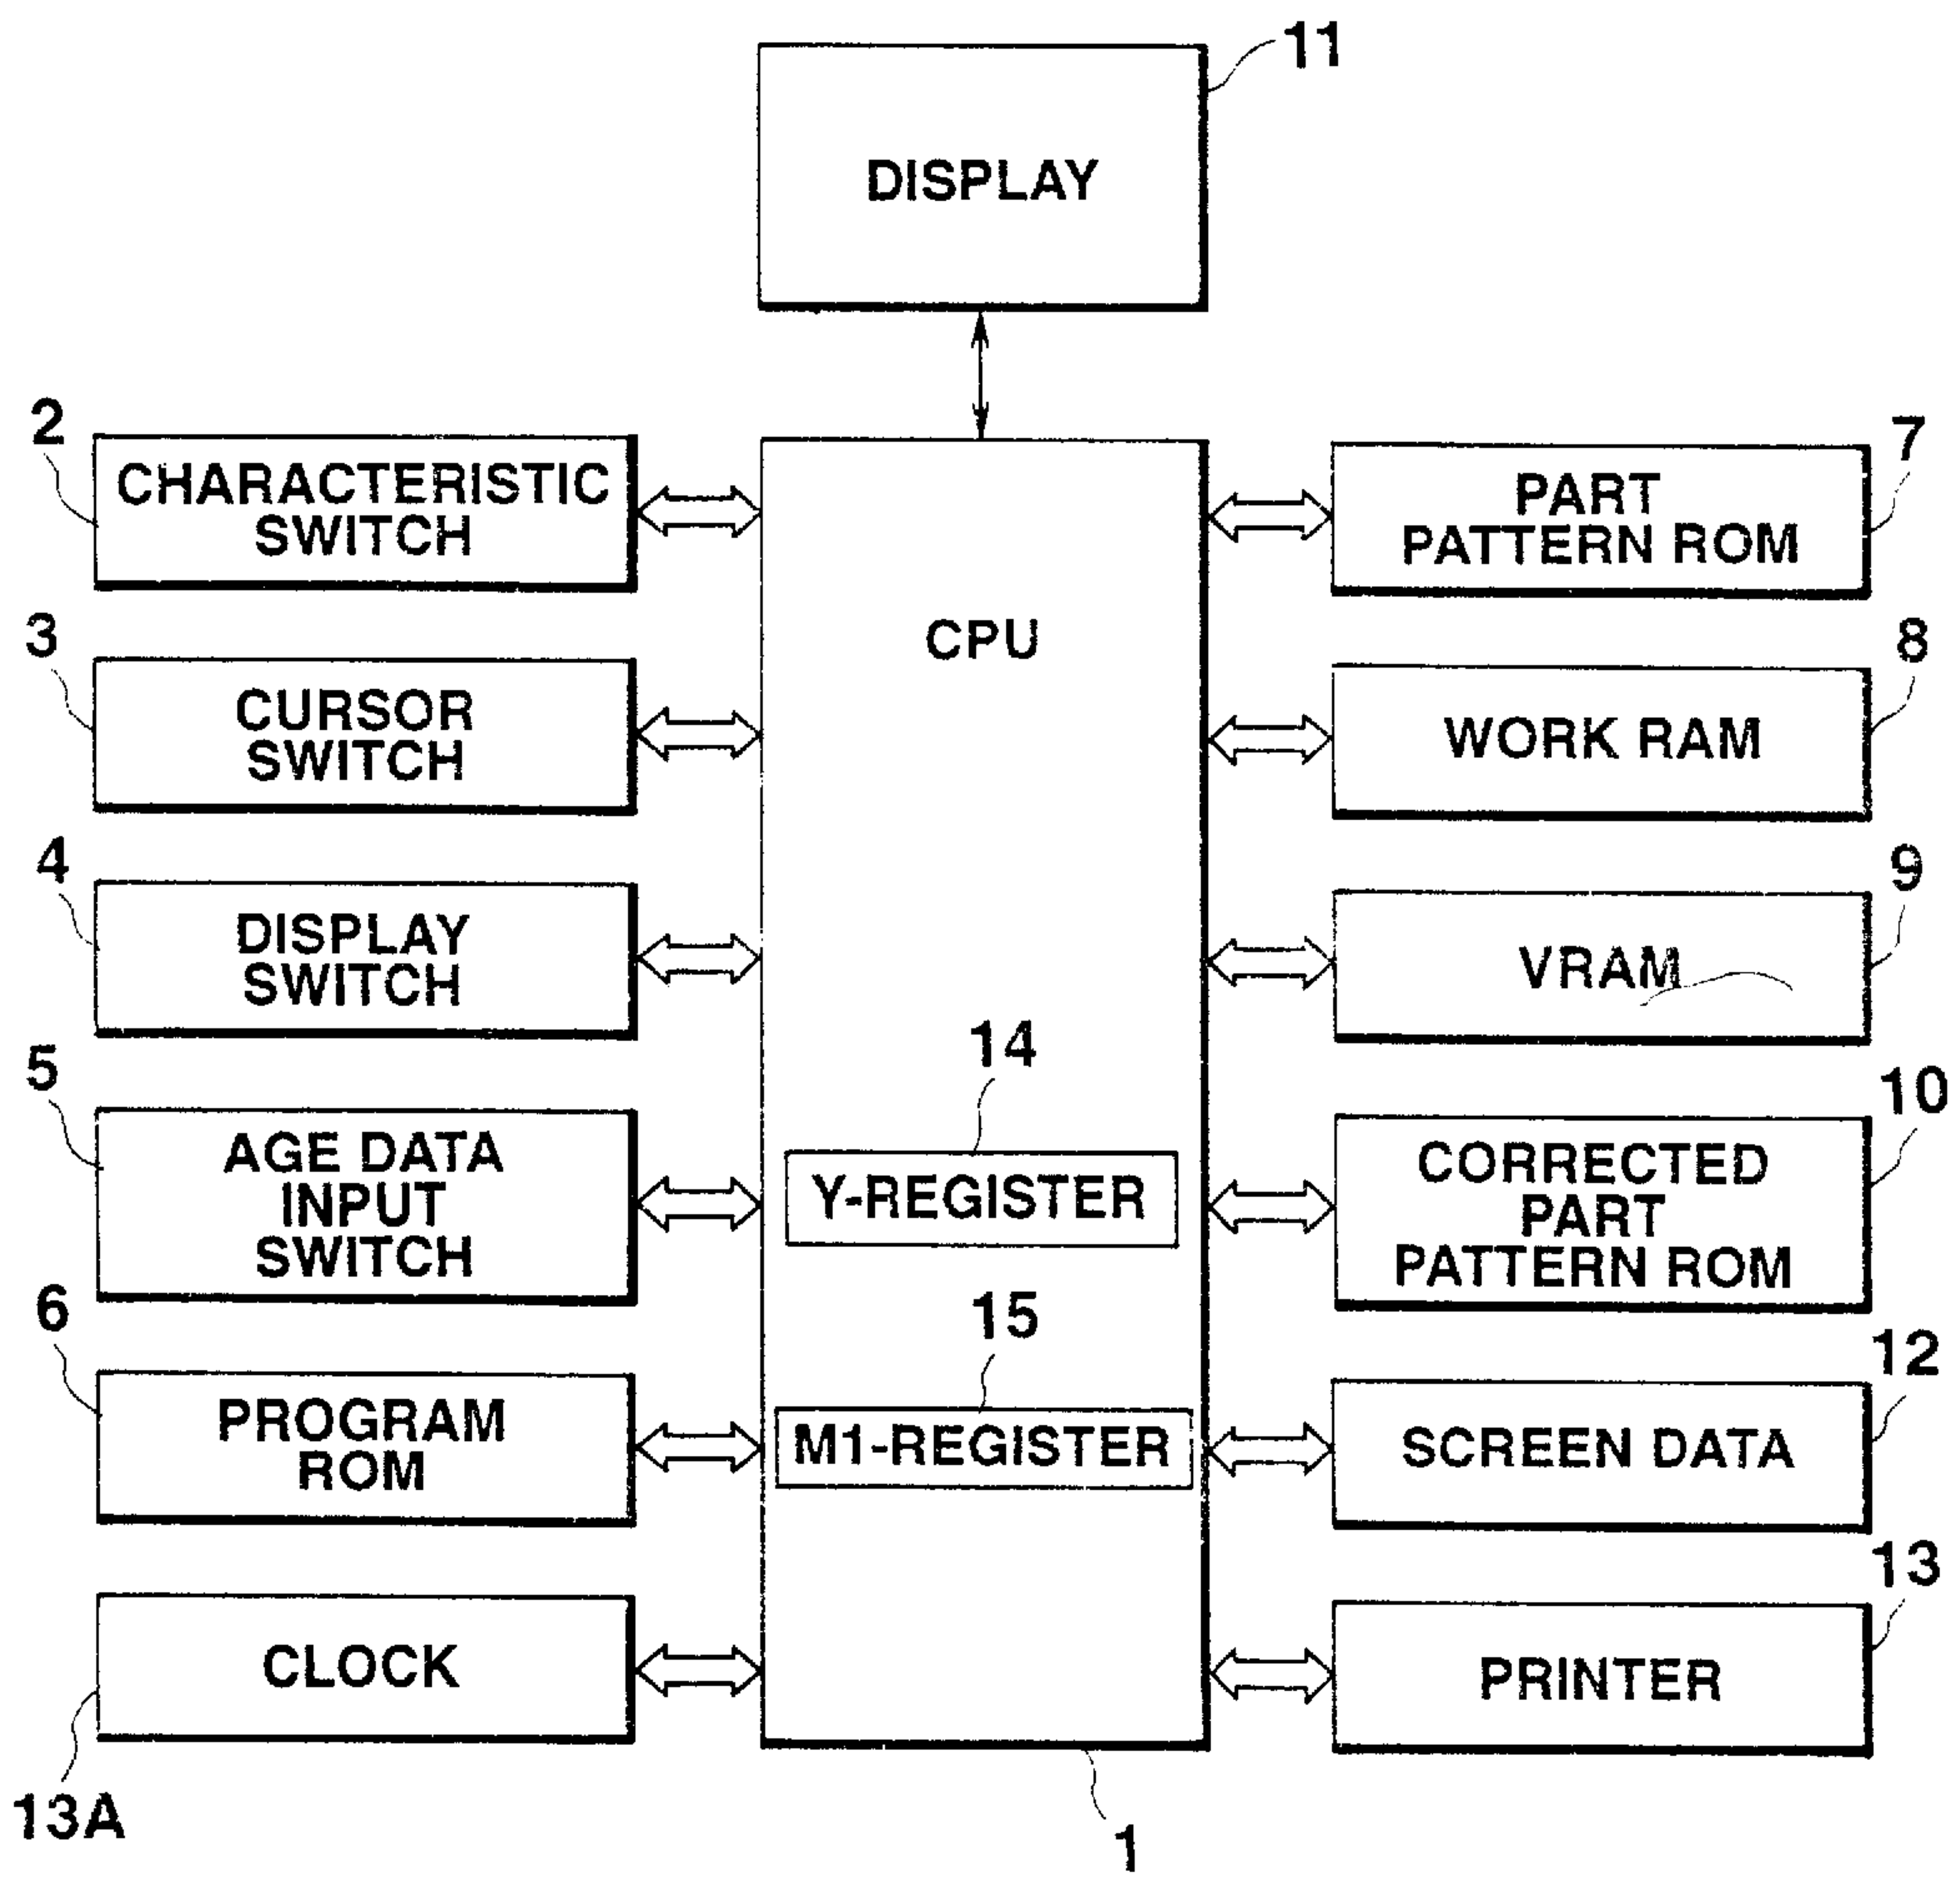 11
DISPLAY
2
CHARACTERISTIC
SWITCH
3
CURSOR
SWITCH
4
DISPLAY
SWITCH
5
AGE DATA
INPUT
SWITCH
6
PROGRAM
ROM
CLOCK
13A
CPU
14
Y-REGISTER
15
M1-REGISTER
1
7
PART
PATTERN ROM
8
WORK RAM
9
VRAM
10
CORRECTED
PART
PATTERN ROM
12
SCREEN DATA
13
PRINTER